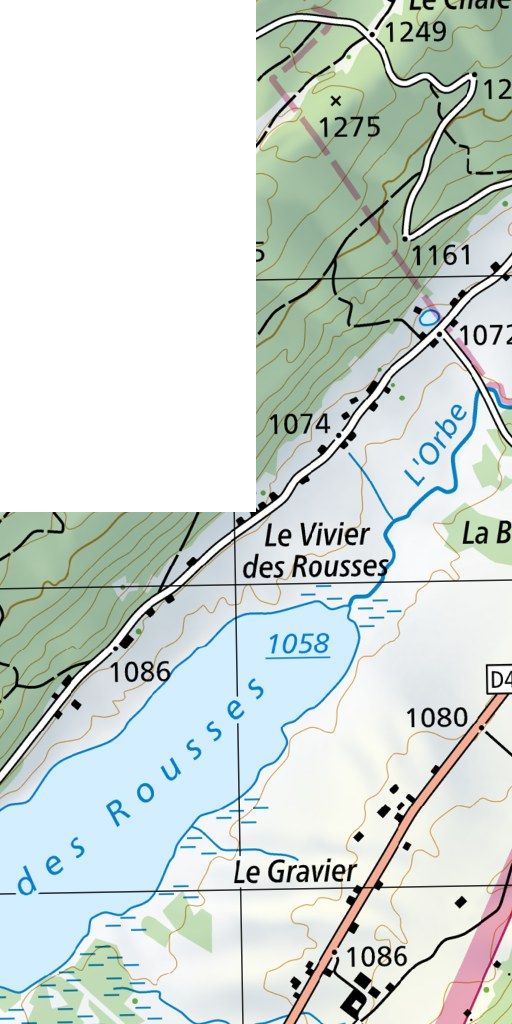 1249
1275
1161
1072
1074
L'Orbe
Le Vivier
des Rousses
1058
1086
1080
des Rousses
Le Gravier
1086